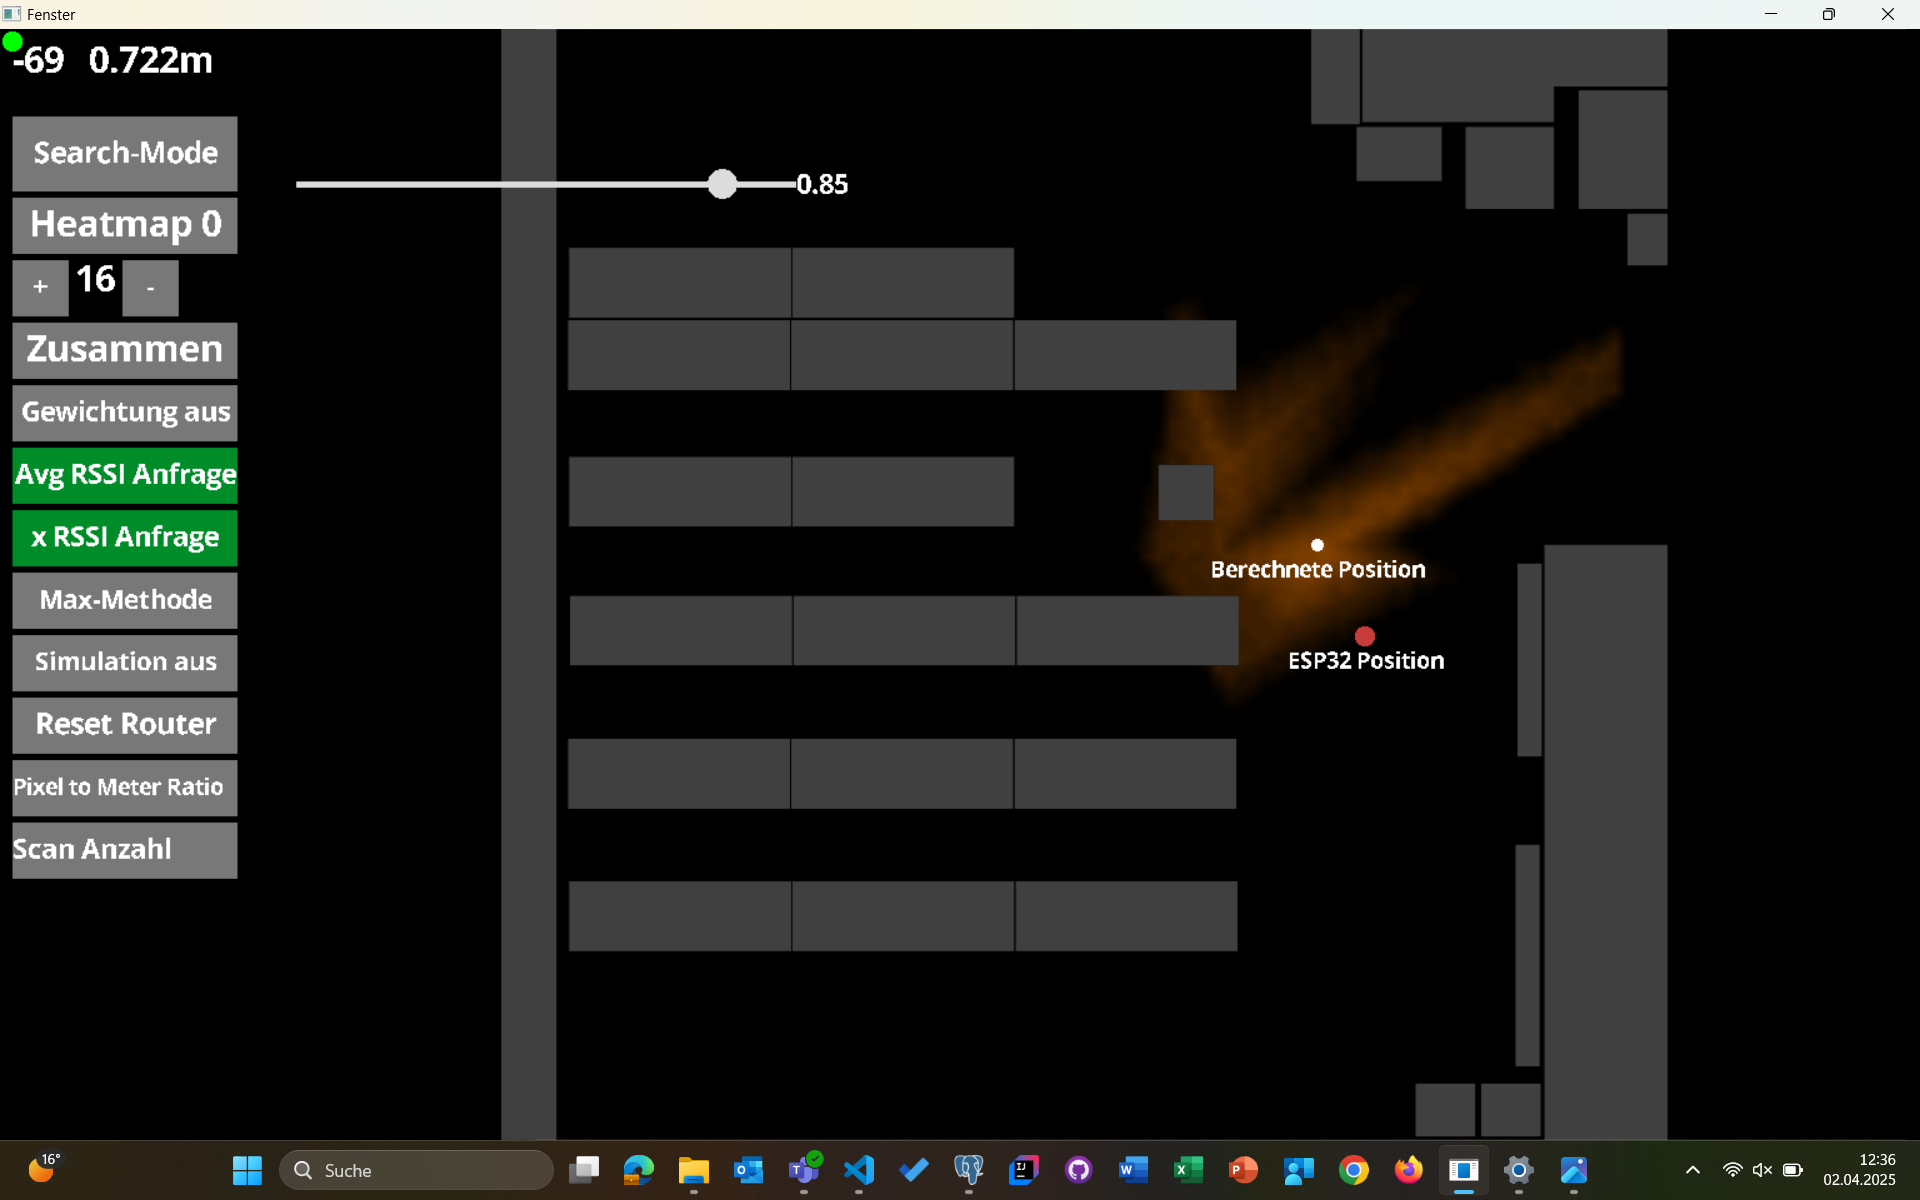 Fenster
-69 0.722m
Search-Mode
0.85
Heatmap 0
+ 16 -
Zusammen
Gewichtung aus
Avg RSSI Anfrage
x RSSI Anfrage
Berechnete Position
Max-Methode
Simulation aus
ESP32 Position
Reset Router
Pixel to Meter Ratio
Scan Anzahl
16°
Suche
12:36
02.04.2025